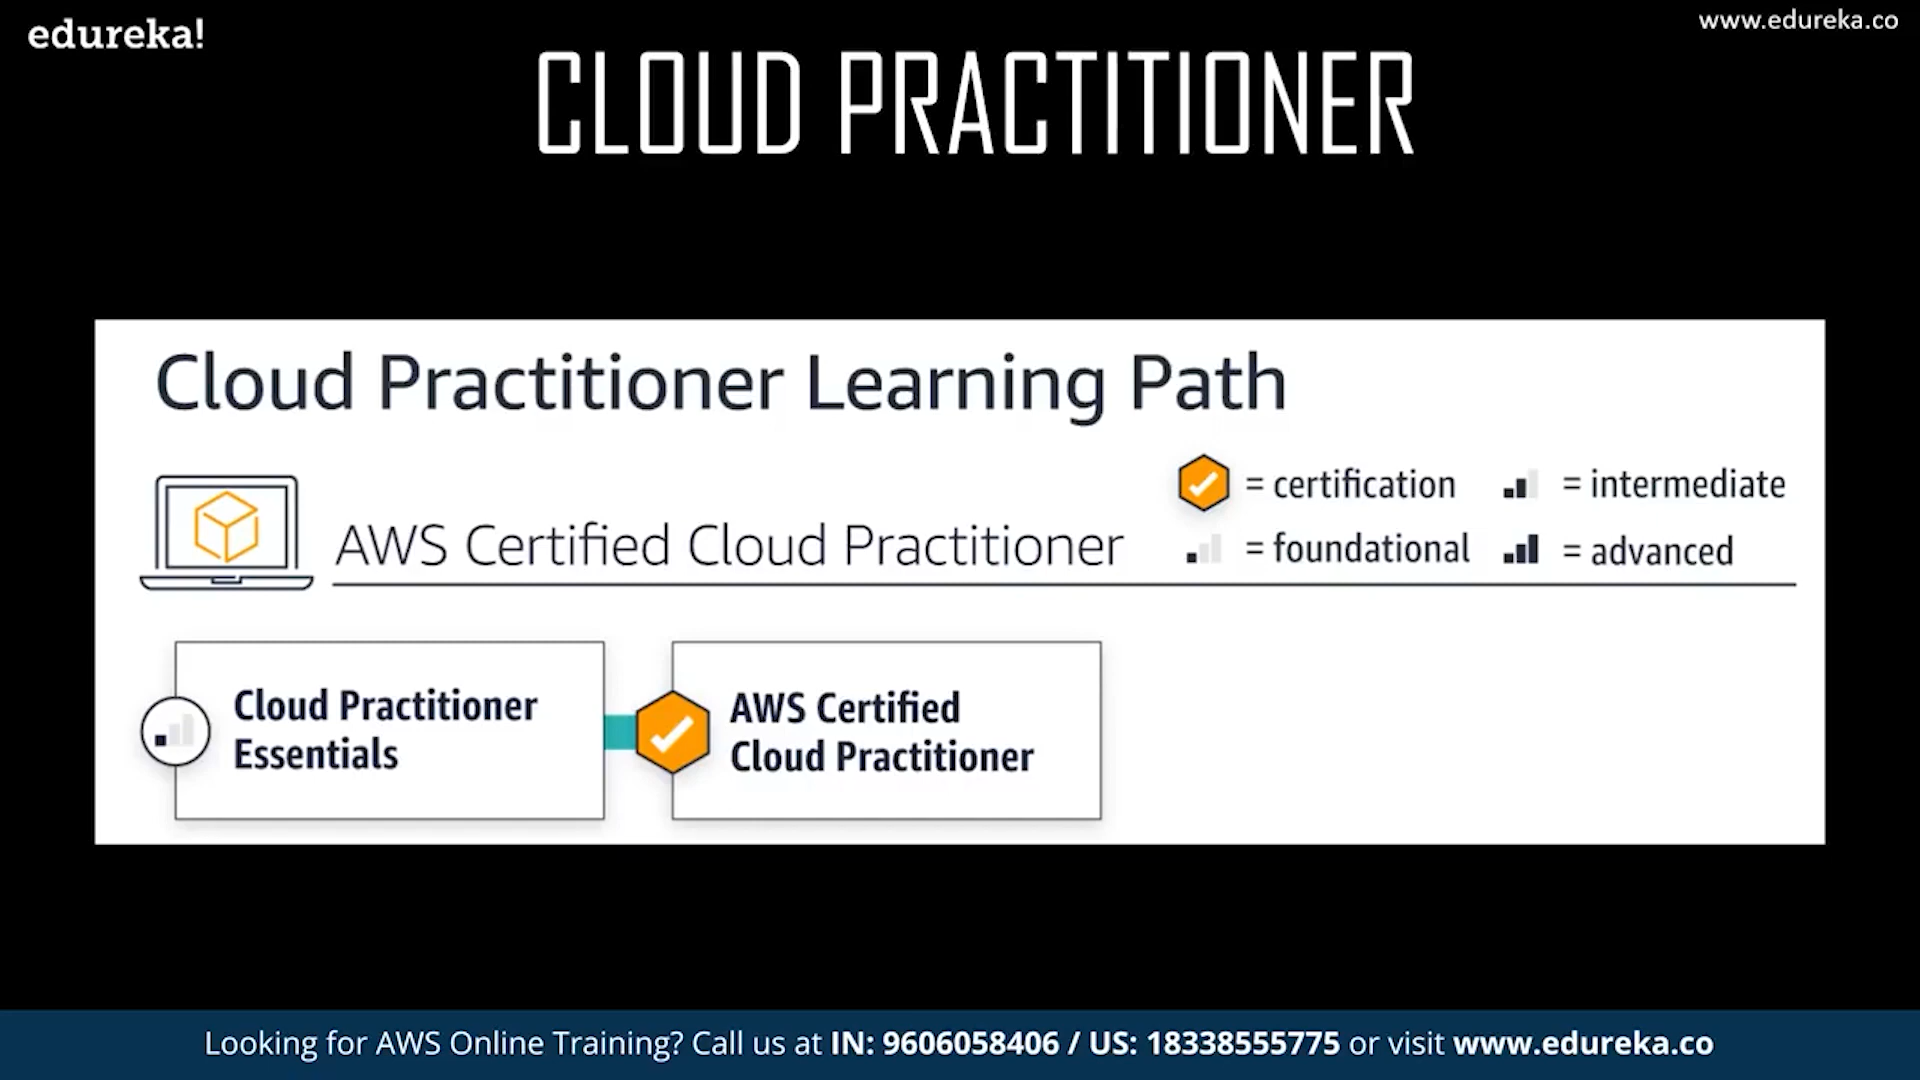 edureka!
www.edureka.co
CLOUD PRACTITIONER
Cloud Practitioner Learning Path
AWS Certified Cloud Practitioner
= certification
= intermediate
= foundational
= advanced
Cloud Practitioner
Essentials
AWS Certified
Cloud Practitioner
Looking for AWS Online Training? Call us at IN: 9606058406 / US: 18338555775 or visit www.edureka.co